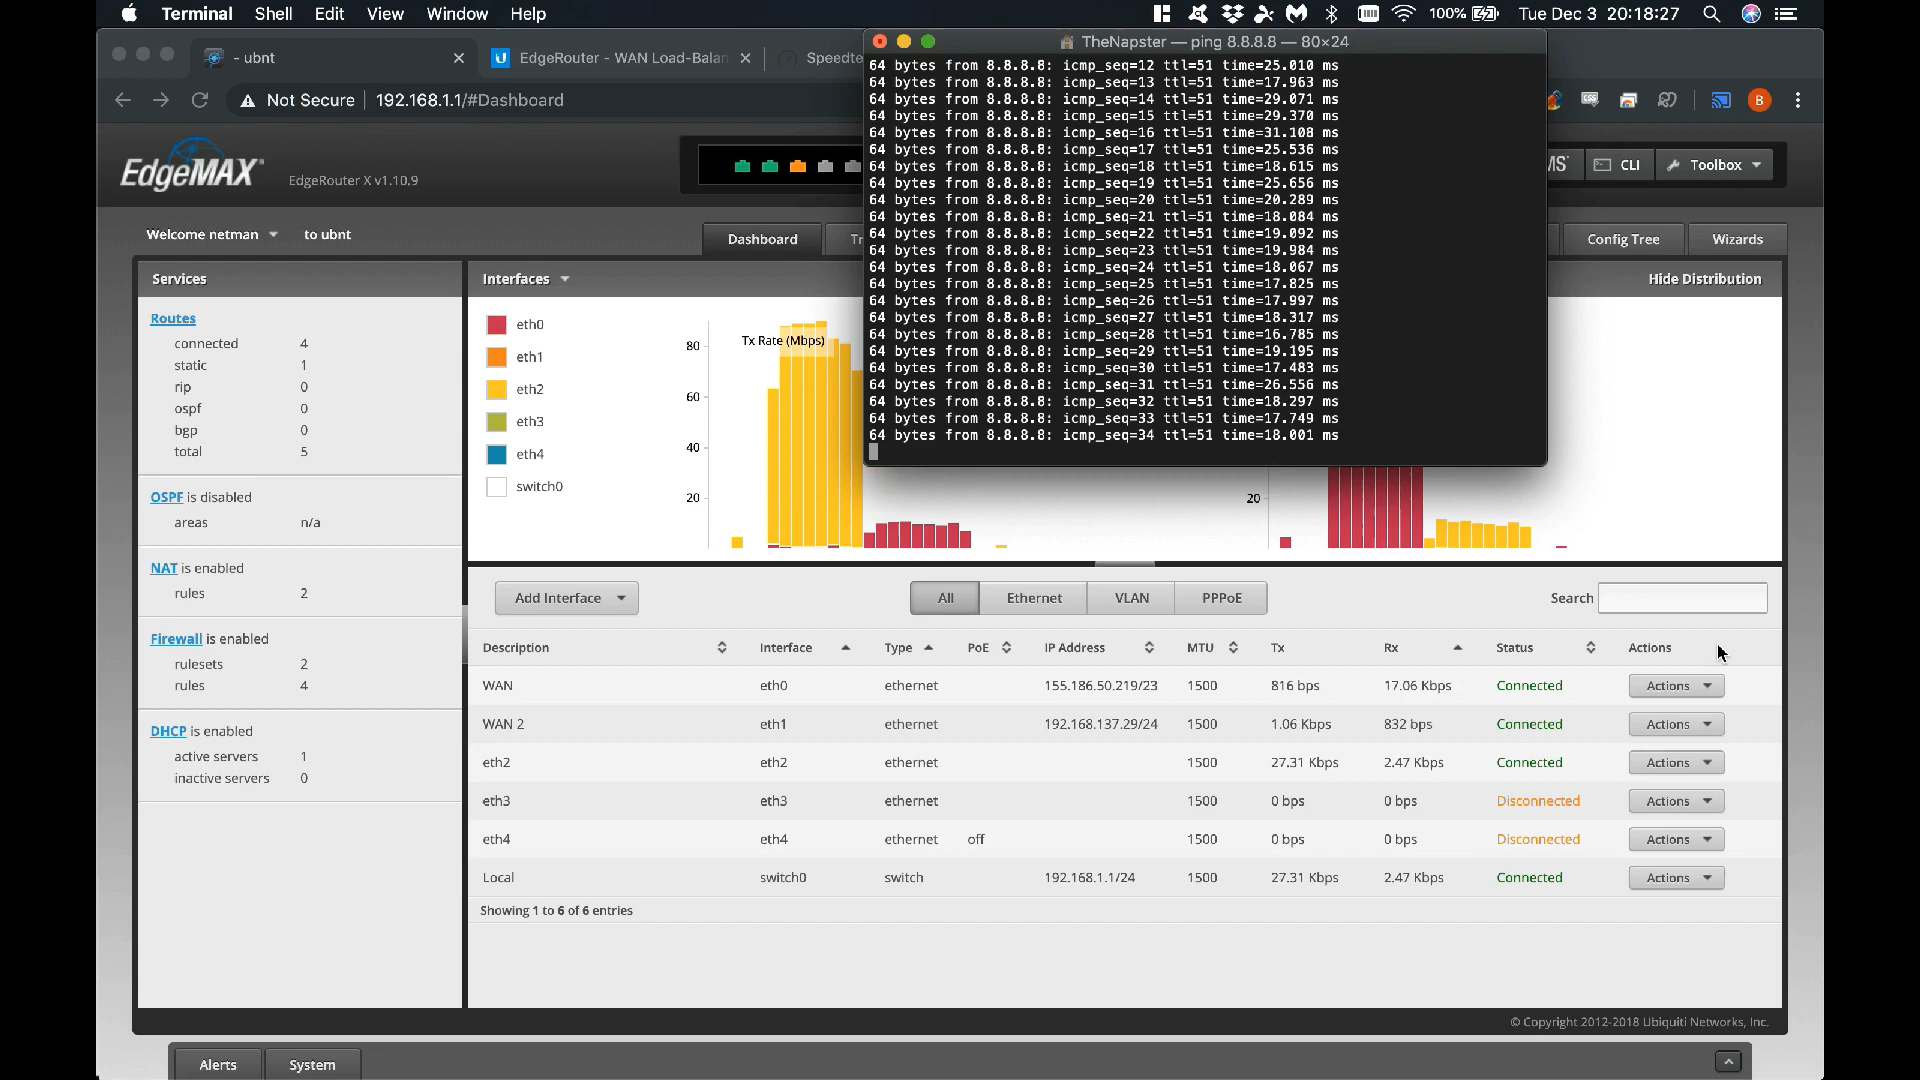 Terminal Shell Edit View Window Help 100% Tue Dec 3 20:18:27
- ubnt
EdgeRouter - WAN Load-Balan
Speedte
Not Secure 192.168.1.1/#Dashboard
B
TheNapster — ping 8.8.8.8 — 80×24
64 bytes from 8.8.8.8: icmp_seq=12 ttl=51 time=25.010 ms
64 bytes from 8.8.8.8: icmp_seq=13 ttl=51 time=17.963 ms
64 bytes from 8.8.8.8: icmp_seq=14 ttl=51 time=29.071 ms
64 bytes from 8.8.8.8: icmp_seq=15 ttl=51 time=29.370 ms
64 bytes from 8.8.8.8: icmp_seq=16 ttl=51 time=31.108 ms
64 bytes from 8.8.8.8: icmp_seq=17 ttl=51 time=25.536 ms
64 bytes from 8.8.8.8: icmp_seq=18 ttl=51 time=18.615 ms
64 bytes from 8.8.8.8: icmp_seq=19 ttl=51 time=25.656 ms
64 bytes from 8.8.8.8: icmp_seq=20 ttl=51 time=20.289 ms
64 bytes from 8.8.8.8: icmp_seq=21 ttl=51 time=18.084 ms
64 bytes from 8.8.8.8: icmp_seq=22 ttl=51 time=19.092 ms
64 bytes from 8.8.8.8: icmp_seq=23 ttl=51 time=19.984 ms
64 bytes from 8.8.8.8: icmp_seq=24 ttl=51 time=18.067 ms
64 bytes from 8.8.8.8: icmp_seq=25 ttl=51 time=17.825 ms
64 bytes from 8.8.8.8: icmp_seq=26 ttl=51 time=17.997 ms
64 bytes from 8.8.8.8: icmp_seq=27 ttl=51 time=18.317 ms
64 bytes from 8.8.8.8: icmp_seq=28 ttl=51 time=16.785 ms
64 bytes from 8.8.8.8: icmp_seq=29 ttl=51 time=19.195 ms
64 bytes from 8.8.8.8: icmp_seq=30 ttl=51 time=17.483 ms
64 bytes from 8.8.8.8: icmp_seq=31 ttl=51 time=26.556 ms
64 bytes from 8.8.8.8: icmp_seq=32 ttl=51 time=18.297 ms
64 bytes from 8.8.8.8: icmp_seq=33 ttl=51 time=17.749 ms
64 bytes from 8.8.8.8: icmp_seq=34 ttl=51 time=18.001 ms
EdgeMAX EdgeRouter X v1.10.9
MS CLI Toolbox
Welcome netman to ubnt
Dashboard Tr Config Tree Wizards
Services
Routes
connected 4
static 1
rip 0
ospf 0
bgp 0
total 5
OSPF is disabled
areas n/a
NAT is enabled
rules 2
Firewall is enabled
rulesets 2
rules 4
DHCP is enabled
active servers 1
inactive servers 0
Interfaces Hide Distribution
eth0
eth1
eth2
eth3
eth4
switch0
Tx Rate (Mbps)
80
60
40
20
20
Add Interface All Ethernet VLAN PPPoE Search
Description Interface Type PoE IP Address MTU Tx Rx Status Actions
WAN eth0 ethernet 155.186.50.219/23 1500 816 bps 17.06 Kbps Connected Actions
WAN 2 eth1 ethernet 192.168.137.29/24 1500 1.06 Kbps 832 bps Connected Actions
eth2 eth2 ethernet 1500 27.31 Kbps 2.47 Kbps Connected Actions
eth3 eth3 ethernet 1500 0 bps 0 bps Disconnected Actions
eth4 eth4 ethernet off 1500 0 bps 0 bps Disconnected Actions
Local switch0 switch 192.168.1.1/24 1500 27.31 Kbps 2.47 Kbps Connected Actions
Showing 1 to 6 of 6 entries
© Copyright 2012-2018 Ubiquiti Networks, Inc.
Alerts System